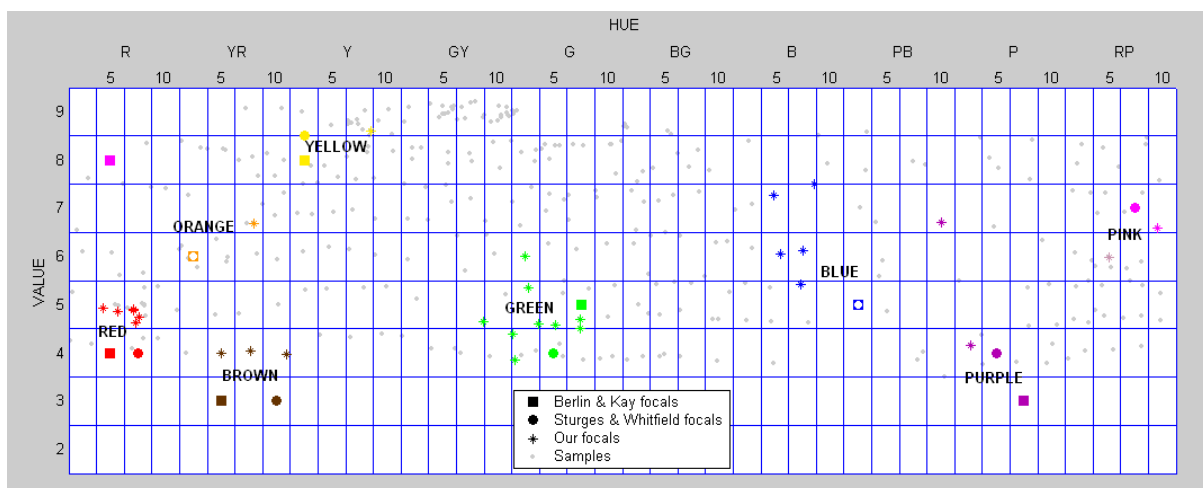 HUE
R YR Y GY G BG B PB P RP
5 10 5 10 5 10 5 10 5 10 5 10 5 10 5 10 5 10 5 10
VALUE
9
8
7
6
5
4
3
2
YELLOW
ORANGE
PINK
BLUE
GREEN
RED
BROWN
PURPLE
Berlin & Kay focals
Sturges & Whitfield focals
Our focals
Samples